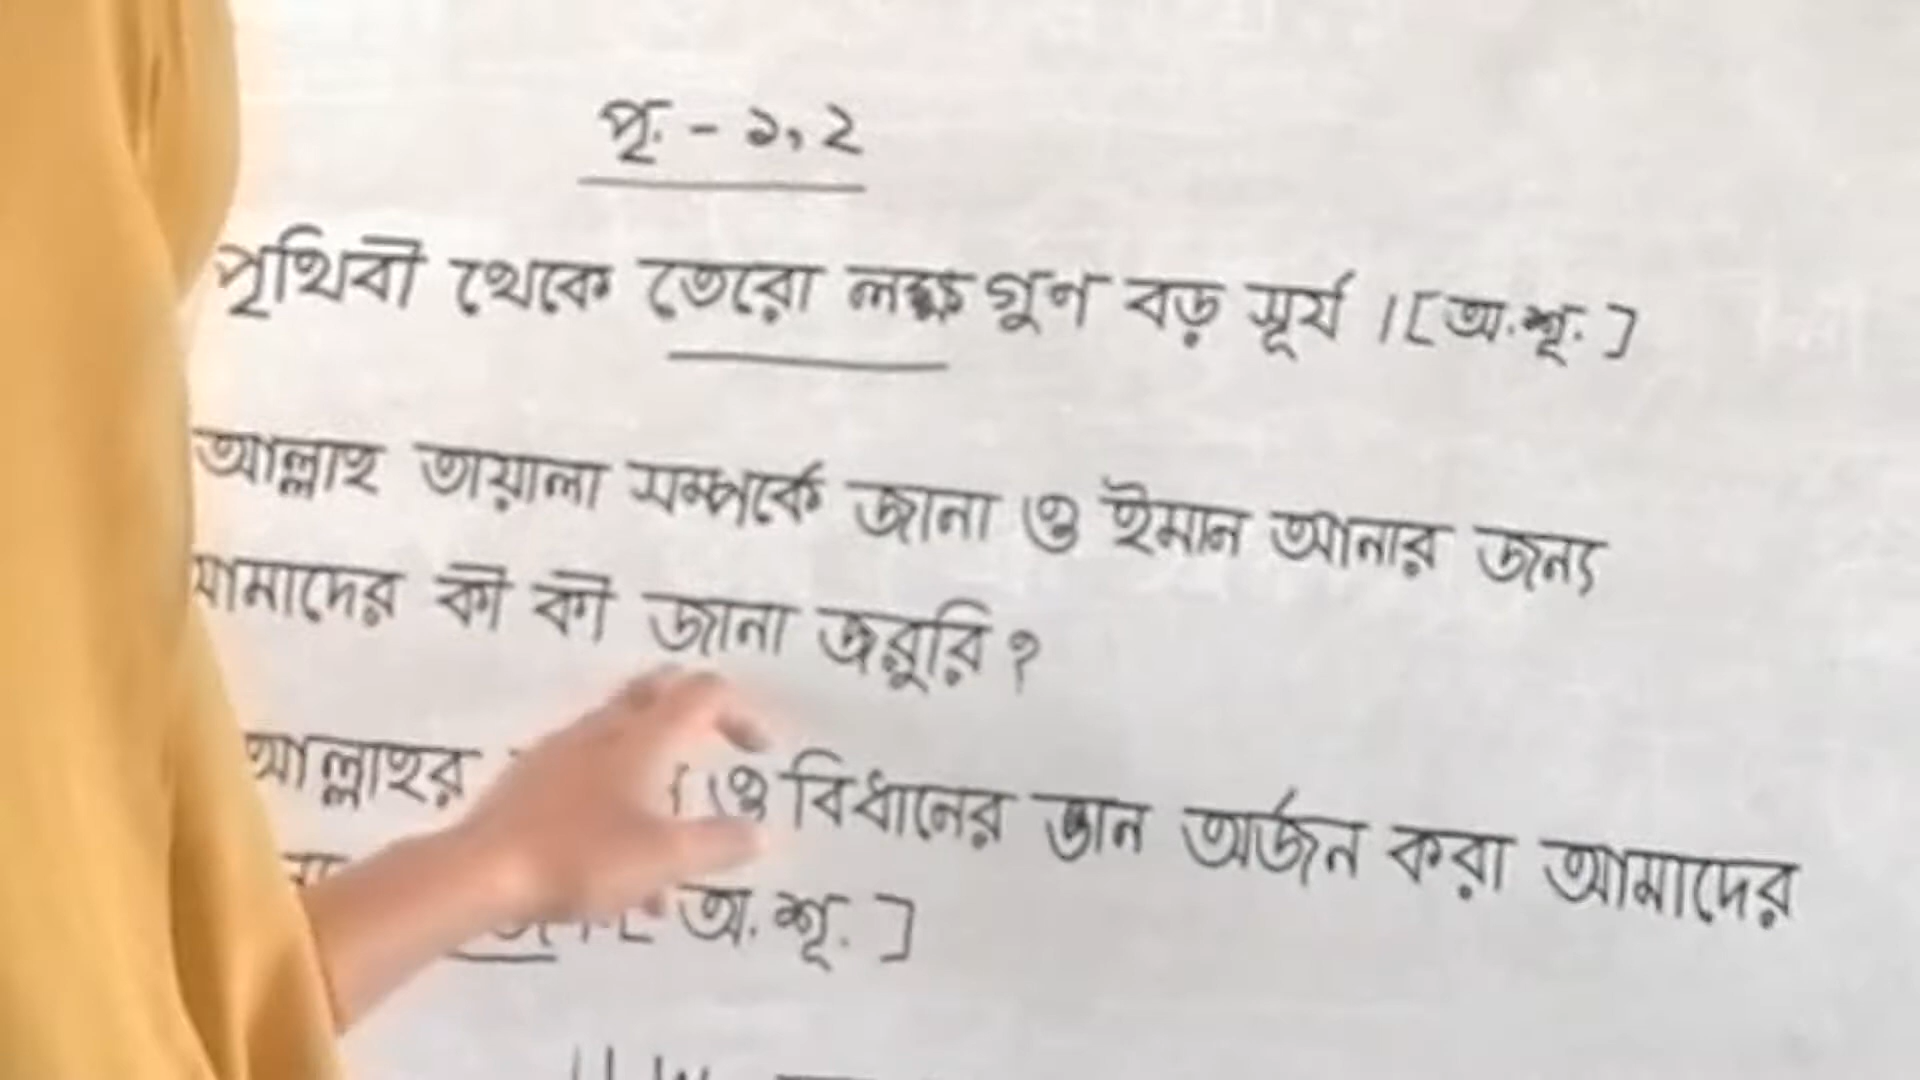 পৃ. - ১, ২
পৃথিবী থেকে তেরো লক্ষ গুণ বড় সূর্য । [ অ.শূ. ]
আল্লাহ তায়ালা সম্পর্কে জানা ও ইমান আনার জন্য
আমাদের কী কী জানা জরুরি ?
আল্লাহর ও বিধানের জ্ঞান অর্জন করা আমাদের
[ অ. শূ. ]